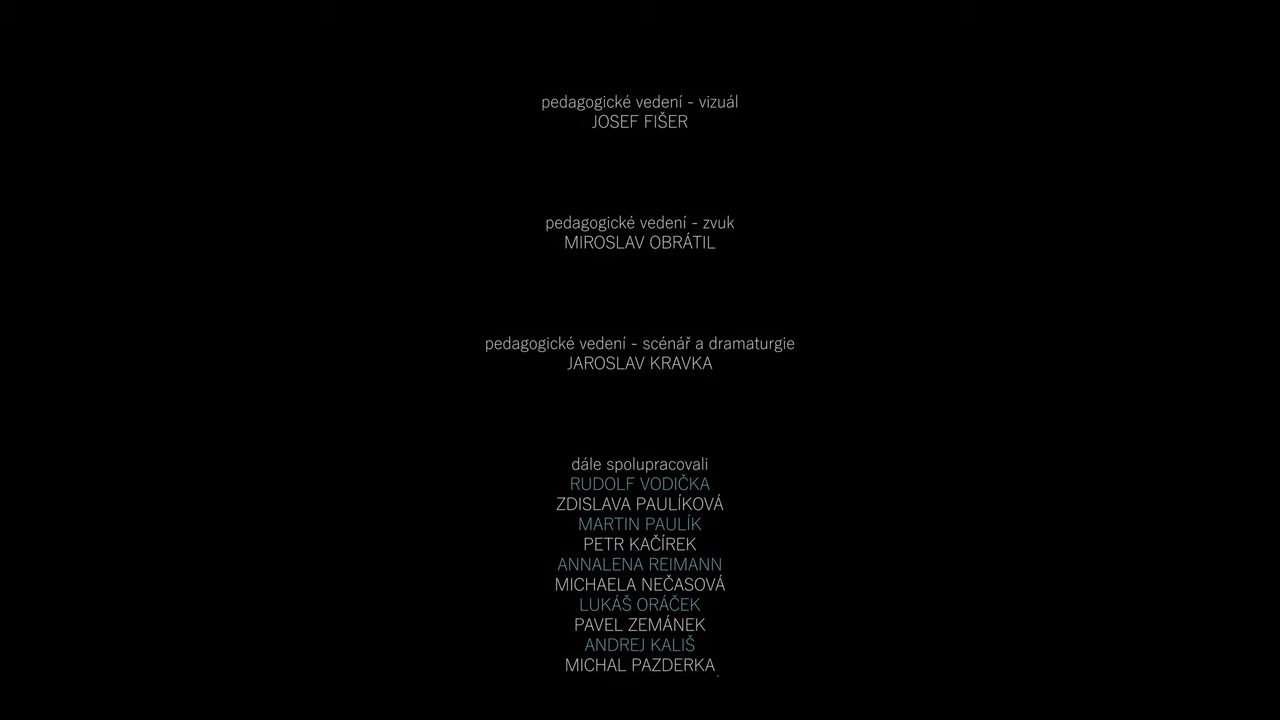 pedagogické vedení - vizuál
JOSEF FIŠER
pedagogické vedení - zvuk
MIROSLAV OBRÁTIL
pedagogické vedení - scénář a dramaturgie
JAROSLAV KRAVKA
dále spolupracovali
RUDOLF VODIČKA
ZDISLAVA PAULÍKOVÁ
MARTIN PAULÍK
PETR KAČÍREK
ANNALENA REIMANN
MICHAELA NEČASOVÁ
LUKÁŠ ORÁČEK
PAVEL ZEMÁNEK
ANDREJ KALIŠ
MICHAL PAZDERKA